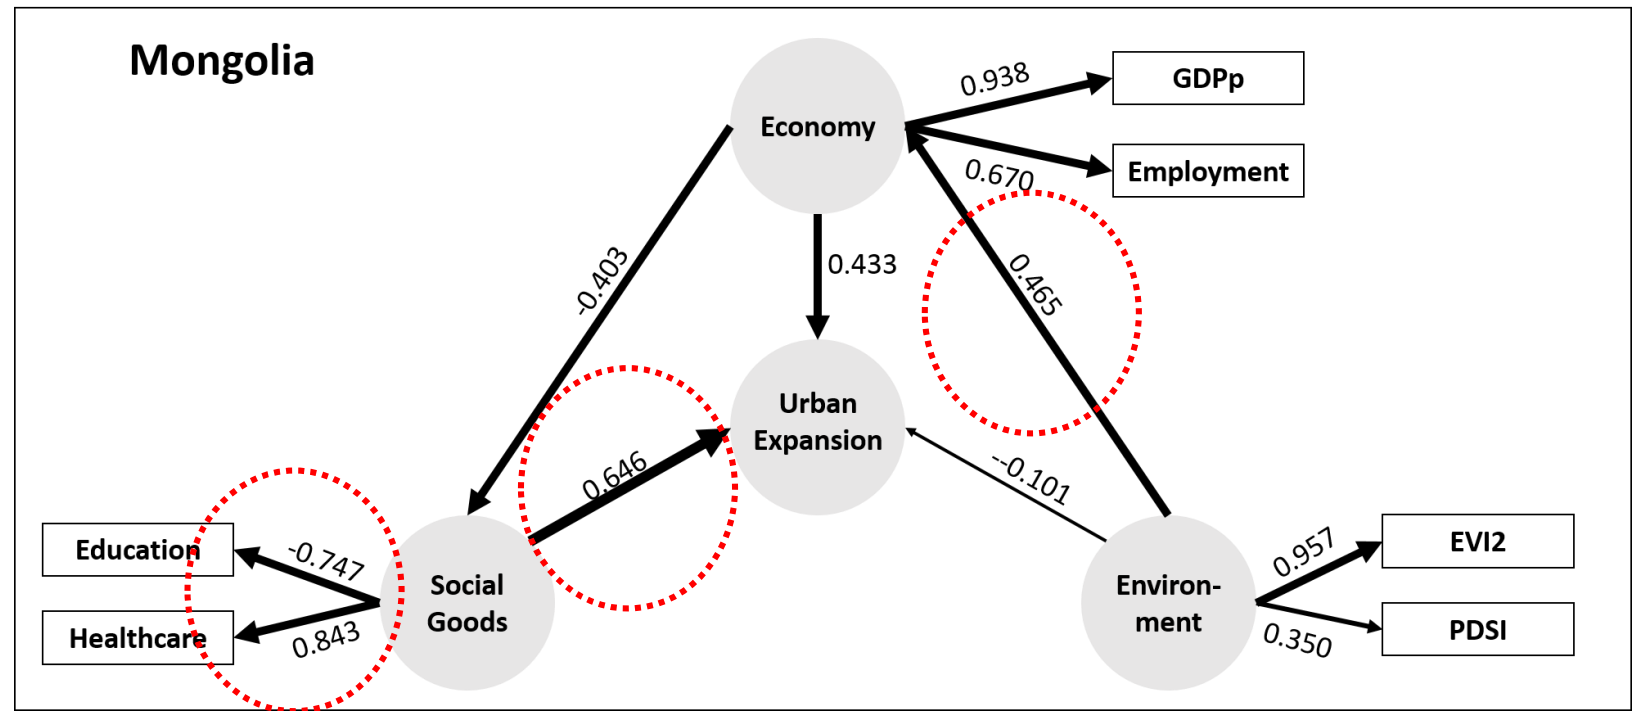 Mongolia
Economy
0.938
GDPp
0.670
Employment
-0.403
0.433
0.465
Urban
Expansion
0.646
--0.101
Education
-0.747
Healthcare
0.843
Social
Goods
Environ-
ment
0.957
EVI2
0.350
PDSI